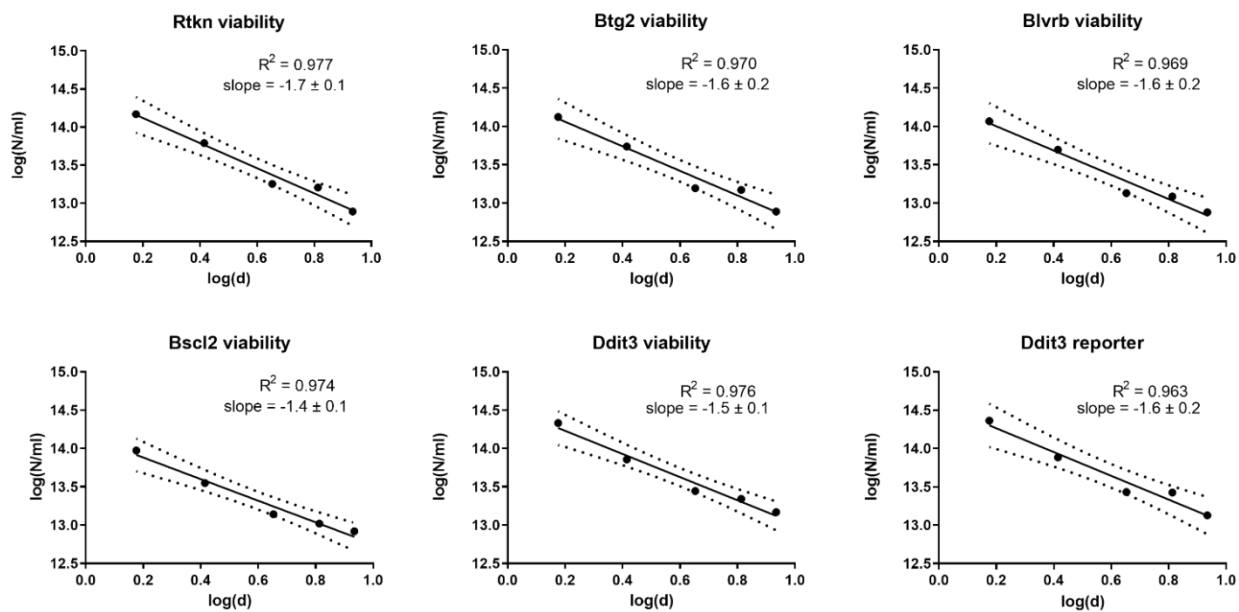 Rtkn viability
R² = 0.977
slope = -1.7 ± 0.1
log(N/ml)
15.0
14.5
14.0
13.5
13.0
12.5
0.0 0.2 0.4 0.6 0.8 1.0
log(d)
Btg2 viability
R² = 0.970
slope = -1.6 ± 0.2
log(N/ml)
15.0
14.5
14.0
13.5
13.0
12.5
0.0 0.2 0.4 0.6 0.8 1.0
log(d)
Blvrb viability
R² = 0.969
slope = -1.6 ± 0.2
log(N/ml)
15.0
14.5
14.0
13.5
13.0
12.5
0.0 0.2 0.4 0.6 0.8 1.0
log(d)
Bscl2 viability
R² = 0.974
slope = -1.4 ± 0.1
log(N/ml)
15.0
14.5
14.0
13.5
13.0
12.5
0.0 0.2 0.4 0.6 0.8 1.0
log(d)
Ddit3 viability
R² = 0.976
slope = -1.5 ± 0.1
log(N/ml)
15.0
14.5
14.0
13.5
13.0
12.5
0.0 0.2 0.4 0.6 0.8 1.0
log(d)
Ddit3 reporter
R² = 0.963
slope = -1.6 ± 0.2
log(N/ml)
15.0
14.5
14.0
13.5
13.0
12.5
0.0 0.2 0.4 0.6 0.8 1.0
log(d)